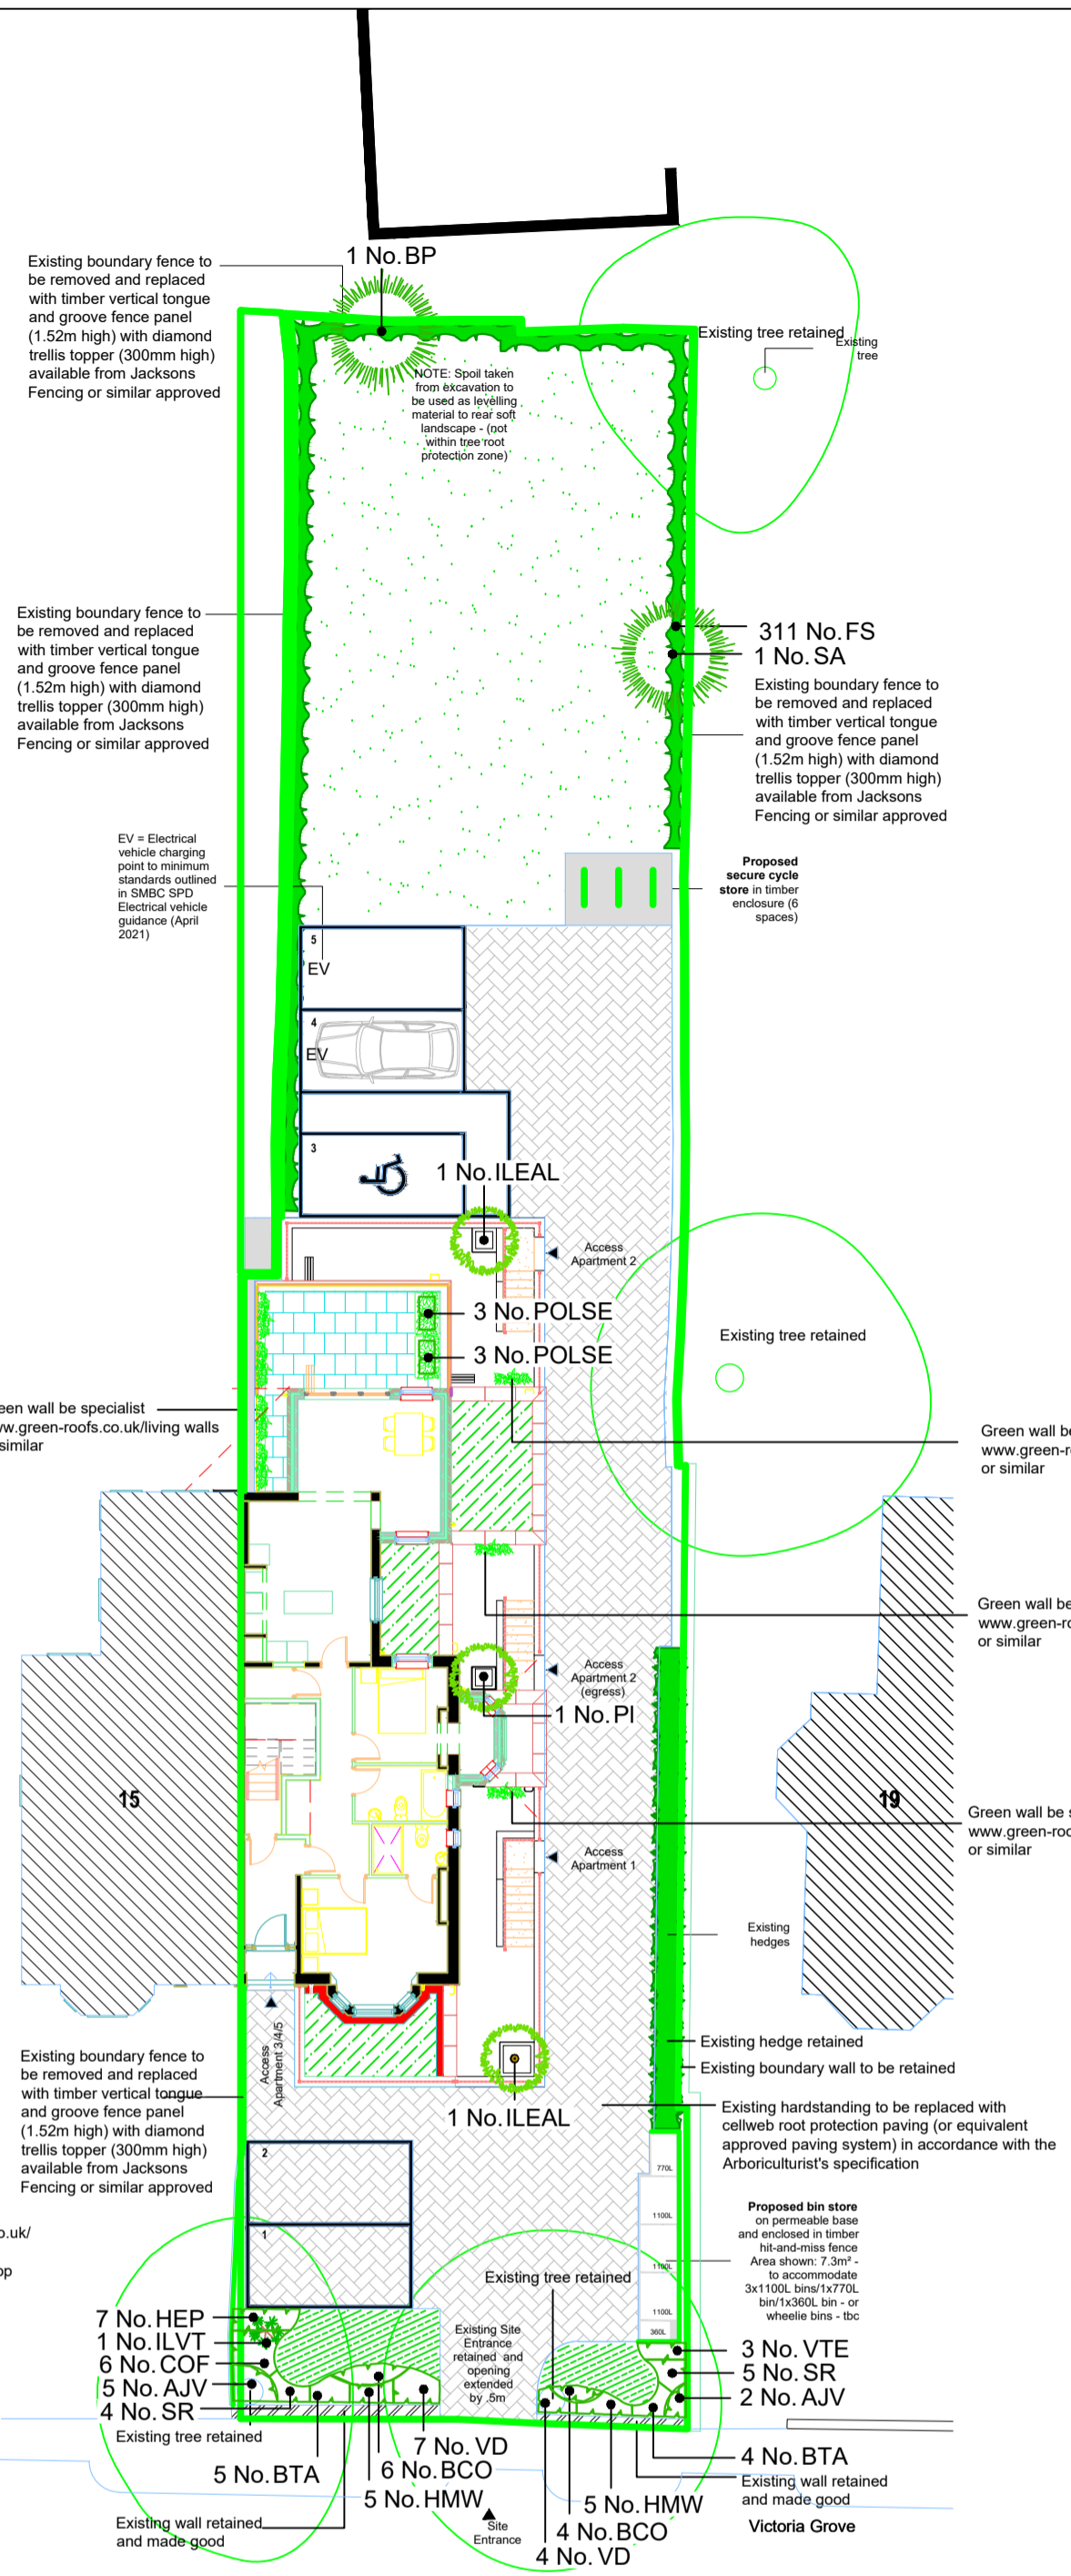 1 No.BP
Existing boundary fence to
be removed and replaced
with timber vertical tongue
and groove fence panel
(1.52m high) with diamond
trellis topper (300mm high)
available from Jacksons
Fencing or similar approved
Existing tree retained
Existing
tree
NOTE: Spoil taken
from excavation to
be used as levelling
material to rear soft
landscape - (not
within tree root
protection zone)
Existing boundary fence to
be removed and replaced
with timber vertical tongue
and groove fence panel
(1.52m high) with diamond
trellis topper (300mm high)
available from Jacksons
Fencing or similar approved
311 No.FS
1 No.SA
Existing boundary fence to
be removed and replaced
with timber vertical tongue
and groove fence panel
(1.52m high) with diamond
trellis topper (300mm high)
available from Jacksons
Fencing or similar approved
EV = Electrical
vehicle charging
point to minimum
standards outlined
in SMBC SPD
Electrical vehicle
guidance (April
2021)
Proposed
secure cycle
store in timber
enclosure (6
spaces)
5
EV
4
EV
3
1 No.ILEAL
Access
Apartment 2
3 No.POLSE
3 No.POLSE
Existing tree retained
een wall be specialist
w.green-roofs.co.uk/living walls
similar
Green wall be
www.green-r
or similar
Green wall be
www.green-ro
or similar
Access
Apartment 2
(egress)
1 No.PI
15
19
Green wall be s
www.green-roo
or similar
Access
Apartment 1
Existing
hedges
Access
Apartment 3/4/5
Existing hedge retained
Existing boundary wall to be retained
Existing boundary fence to
be removed and replaced
with timber vertical tongue
and groove fence panel
(1.52m high) with diamond
trellis topper (300mm high)
available from Jacksons
Fencing or similar approved
1 No.ILEAL
Existing hardstanding to be replaced with
cellweb root protection paving (or equivalent
approved paving system) in accordance with the
Arboriculturist's specification
2
1
770L
1100L
1100L
1100L
360L
Proposed bin store
on permeable base
and enclosed in timber
hit-and-miss fence
Area shown: 7.3m² -
to accommodate
3x1100L bins/1x770L
bin/1x360L bin - or
wheelie bins - tbc
o.uk/
op
Existing tree retained
7 No.HEP
1 No.ILVT
6 No.COF
5 No.AJV
4 No.SR
Existing tree retained
Existing Site
Entrance
retained and
opening
extended
by .5m
3 No.VTE
5 No.SR
2 No.AJV
5 No.BTA
7 No.VD
6 No.BCO
5 No.HMW
4 No.BTA
Existing wall retained
and made good
5 No.HMW
4 No.BCO
4 No.VD
Existing wall retained
and made good
Site
Entrance
Victoria Grove